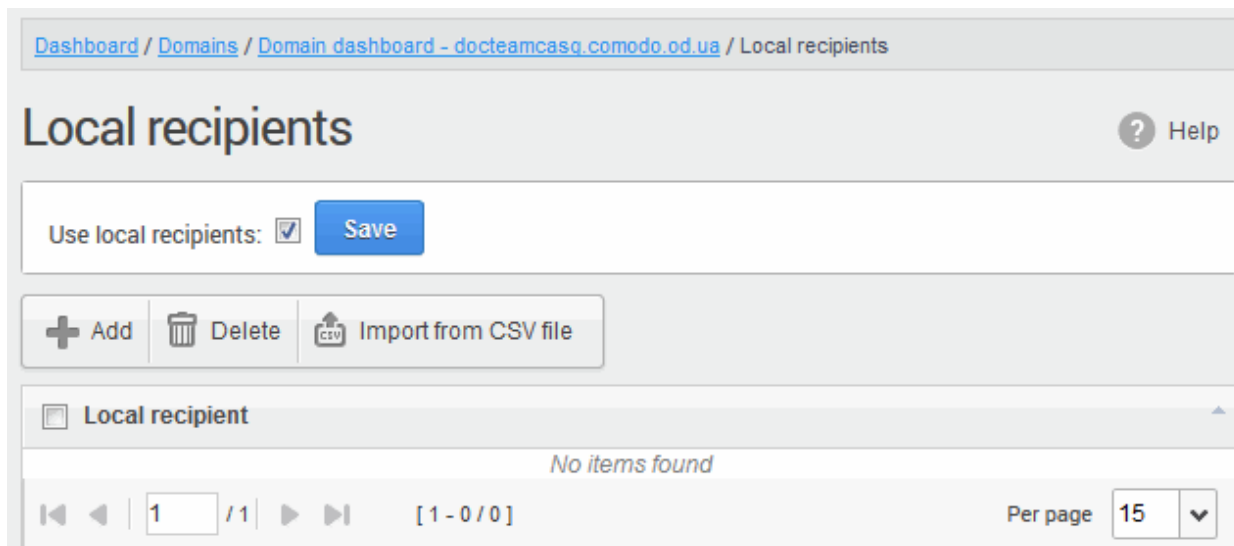 Dashboard / Domains / Domain dashboard - docteamcasg.comodo.od.ua / Local recipients
Local recipients
Help
Use local recipients: Save
Add Delete Import from CSV file
Local recipient
No items found
1 / 1 [ 1 - 0 / 0 ] Per page 15